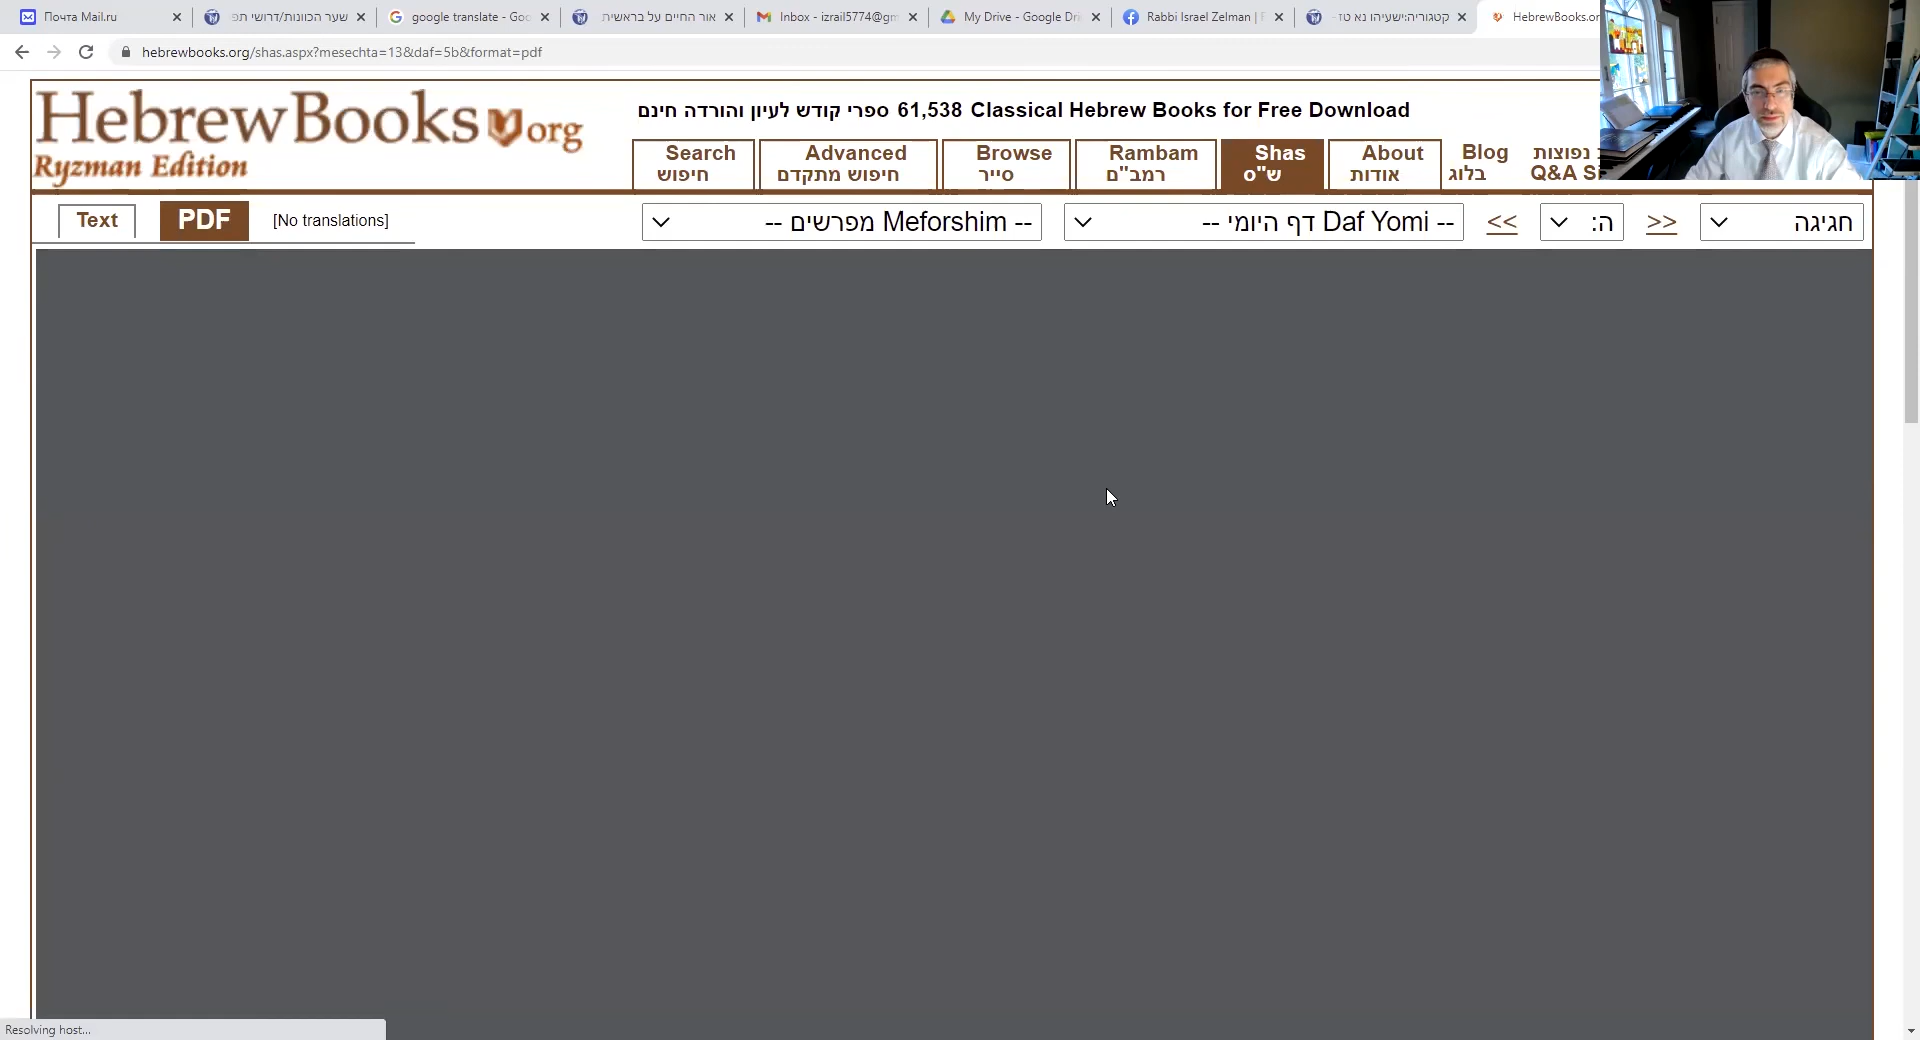 Почта Mail.ru
שער הכוונות/דרושי תפ
google translate - Goo
אור החיים על בראשית
Inbox - izrail5774@gm
My Drive - Google Dri
Rabbi Israel Zelman | F
קטגוריה:ישעיהו נא טז -
HebrewBooks.or
hebrewbooks.org/shas.aspx?mesechta=13&daf=5b&format=pdf
HebrewBooks org
Ryzman Edition
61,538 Classical Hebrew Books for Free Download ספרי קודש לעיון והורדה חינם
Search
חיפוש
Advanced
חיפוש מתקדם
Browse
סייר
Rambam
רמב"ם
Shas
ש"ס
About
אודות
Blog
בלוג
נפוצות
Q&A
Text
PDF
[No translations]
-- Meforshim מפרשים --
-- Daf Yomi דף היומי --
<<
ה:
>>
חגיגה
Resolving host...